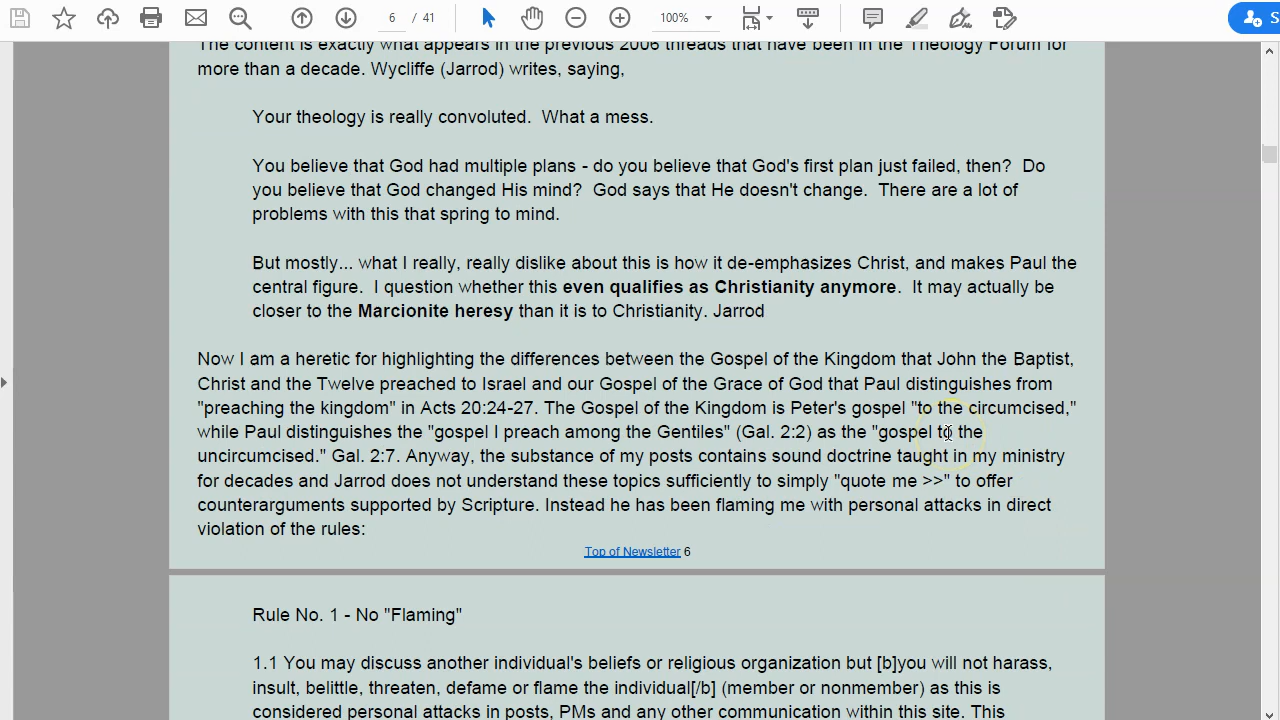 6 / 41
100%
S
The content is exactly what appears in the previous 2006 threads that have been in the Theology Forum for
more than a decade. Wycliffe (Jarrod) writes, saying,
Your theology is really convoluted.  What a mess.
You believe that God had multiple plans - do you believe that God's first plan just failed, then?  Do
you believe that God changed His mind?  God says that He doesn't change.  There are a lot of
problems with this that spring to mind.
But mostly... what I really, really dislike about this is how it de-emphasizes Christ, and makes Paul the
central figure.  I question whether this even qualifies as Christianity anymore.  It may actually be
closer to the Marcionite heresy than it is to Christianity. Jarrod
Now I am a heretic for highlighting the differences between the Gospel of the Kingdom that John the Baptist,
Christ and the Twelve preached to Israel and our Gospel of the Grace of God that Paul distinguishes from
"preaching the kingdom" in Acts 20:24-27. The Gospel of the Kingdom is Peter's gospel "to the circumcised,"
while Paul distinguishes the "gospel I preach among the Gentiles" (Gal. 2:2) as the "gospel to the
uncircumcised." Gal. 2:7. Anyway, the substance of my posts contains sound doctrine taught in my ministry
for decades and Jarrod does not understand these topics sufficiently to simply "quote me >>" to offer
counterarguments supported by Scripture. Instead he has been flaming me with personal attacks in direct
violation of the rules:
Top of Newsletter 6
Rule No. 1 - No "Flaming"
1.1 You may discuss another individual's beliefs or religious organization but [b]you will not harass,
insult, belittle, threaten, defame or flame the individual[/b] (member or nonmember) as this is
considered personal attacks in posts, PMs and any other communication within this site. This